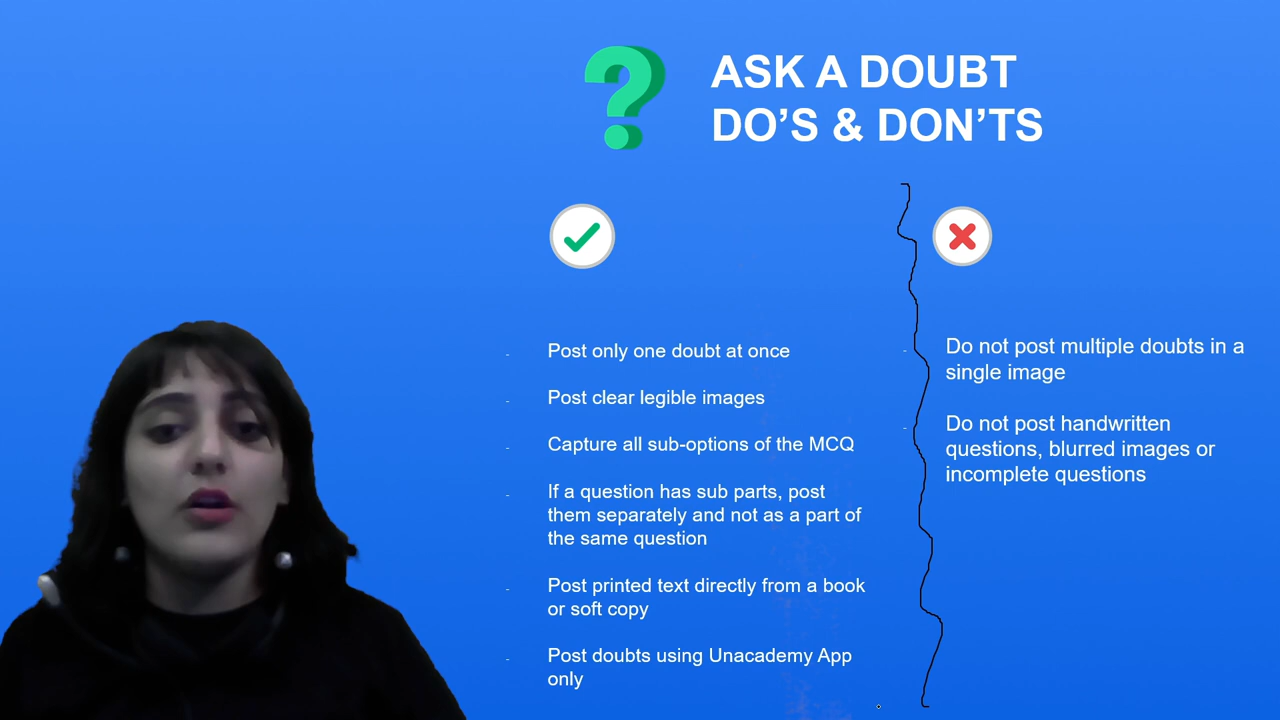 ASK A DOUBT
DO’S & DON’TS
- Post only one doubt at once
- Post clear legible images
- Capture all sub-options of the MCQ
- If a question has sub parts, post
them separately and not as a part of
the same question
- Post printed text directly from a book
or soft copy
- Post doubts using Unacademy App
only
- Do not post multiple doubts in a
single image
- Do not post handwritten
questions, blurred images or
incomplete questions